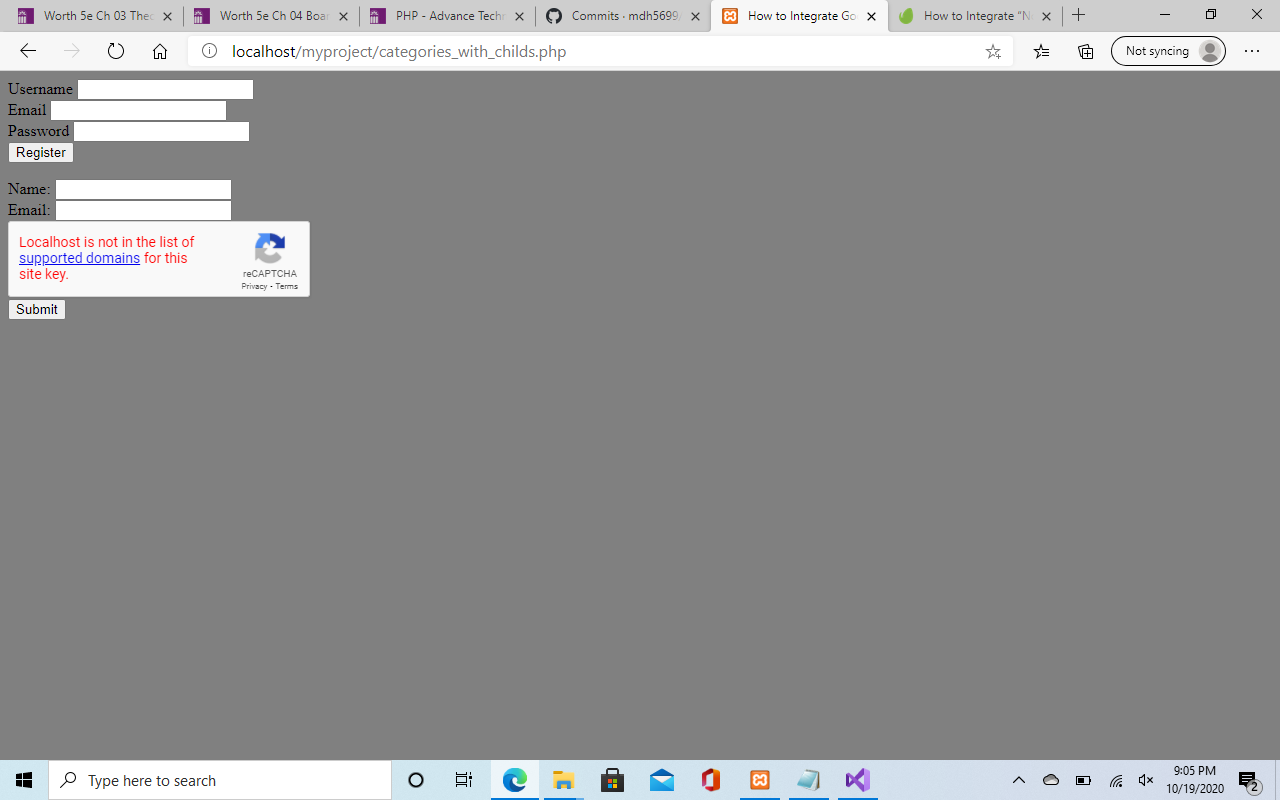 Worth 5e Ch 03 Theo
Worth 5e Ch 04 Boar
PHP - Advance Tech
Commits · mdh5699/
How to Integrate Go
How to Integrate "N
localhost/myproject/categories_with_childs.php
Not syncing
Username
Email
Password
Register
Name:
Email:
Localhost is not in the list of
supported domains for this
site key.
reCAPTCHA
Privacy - Terms
Submit
Type here to search
9:05 PM
10/19/2020
2